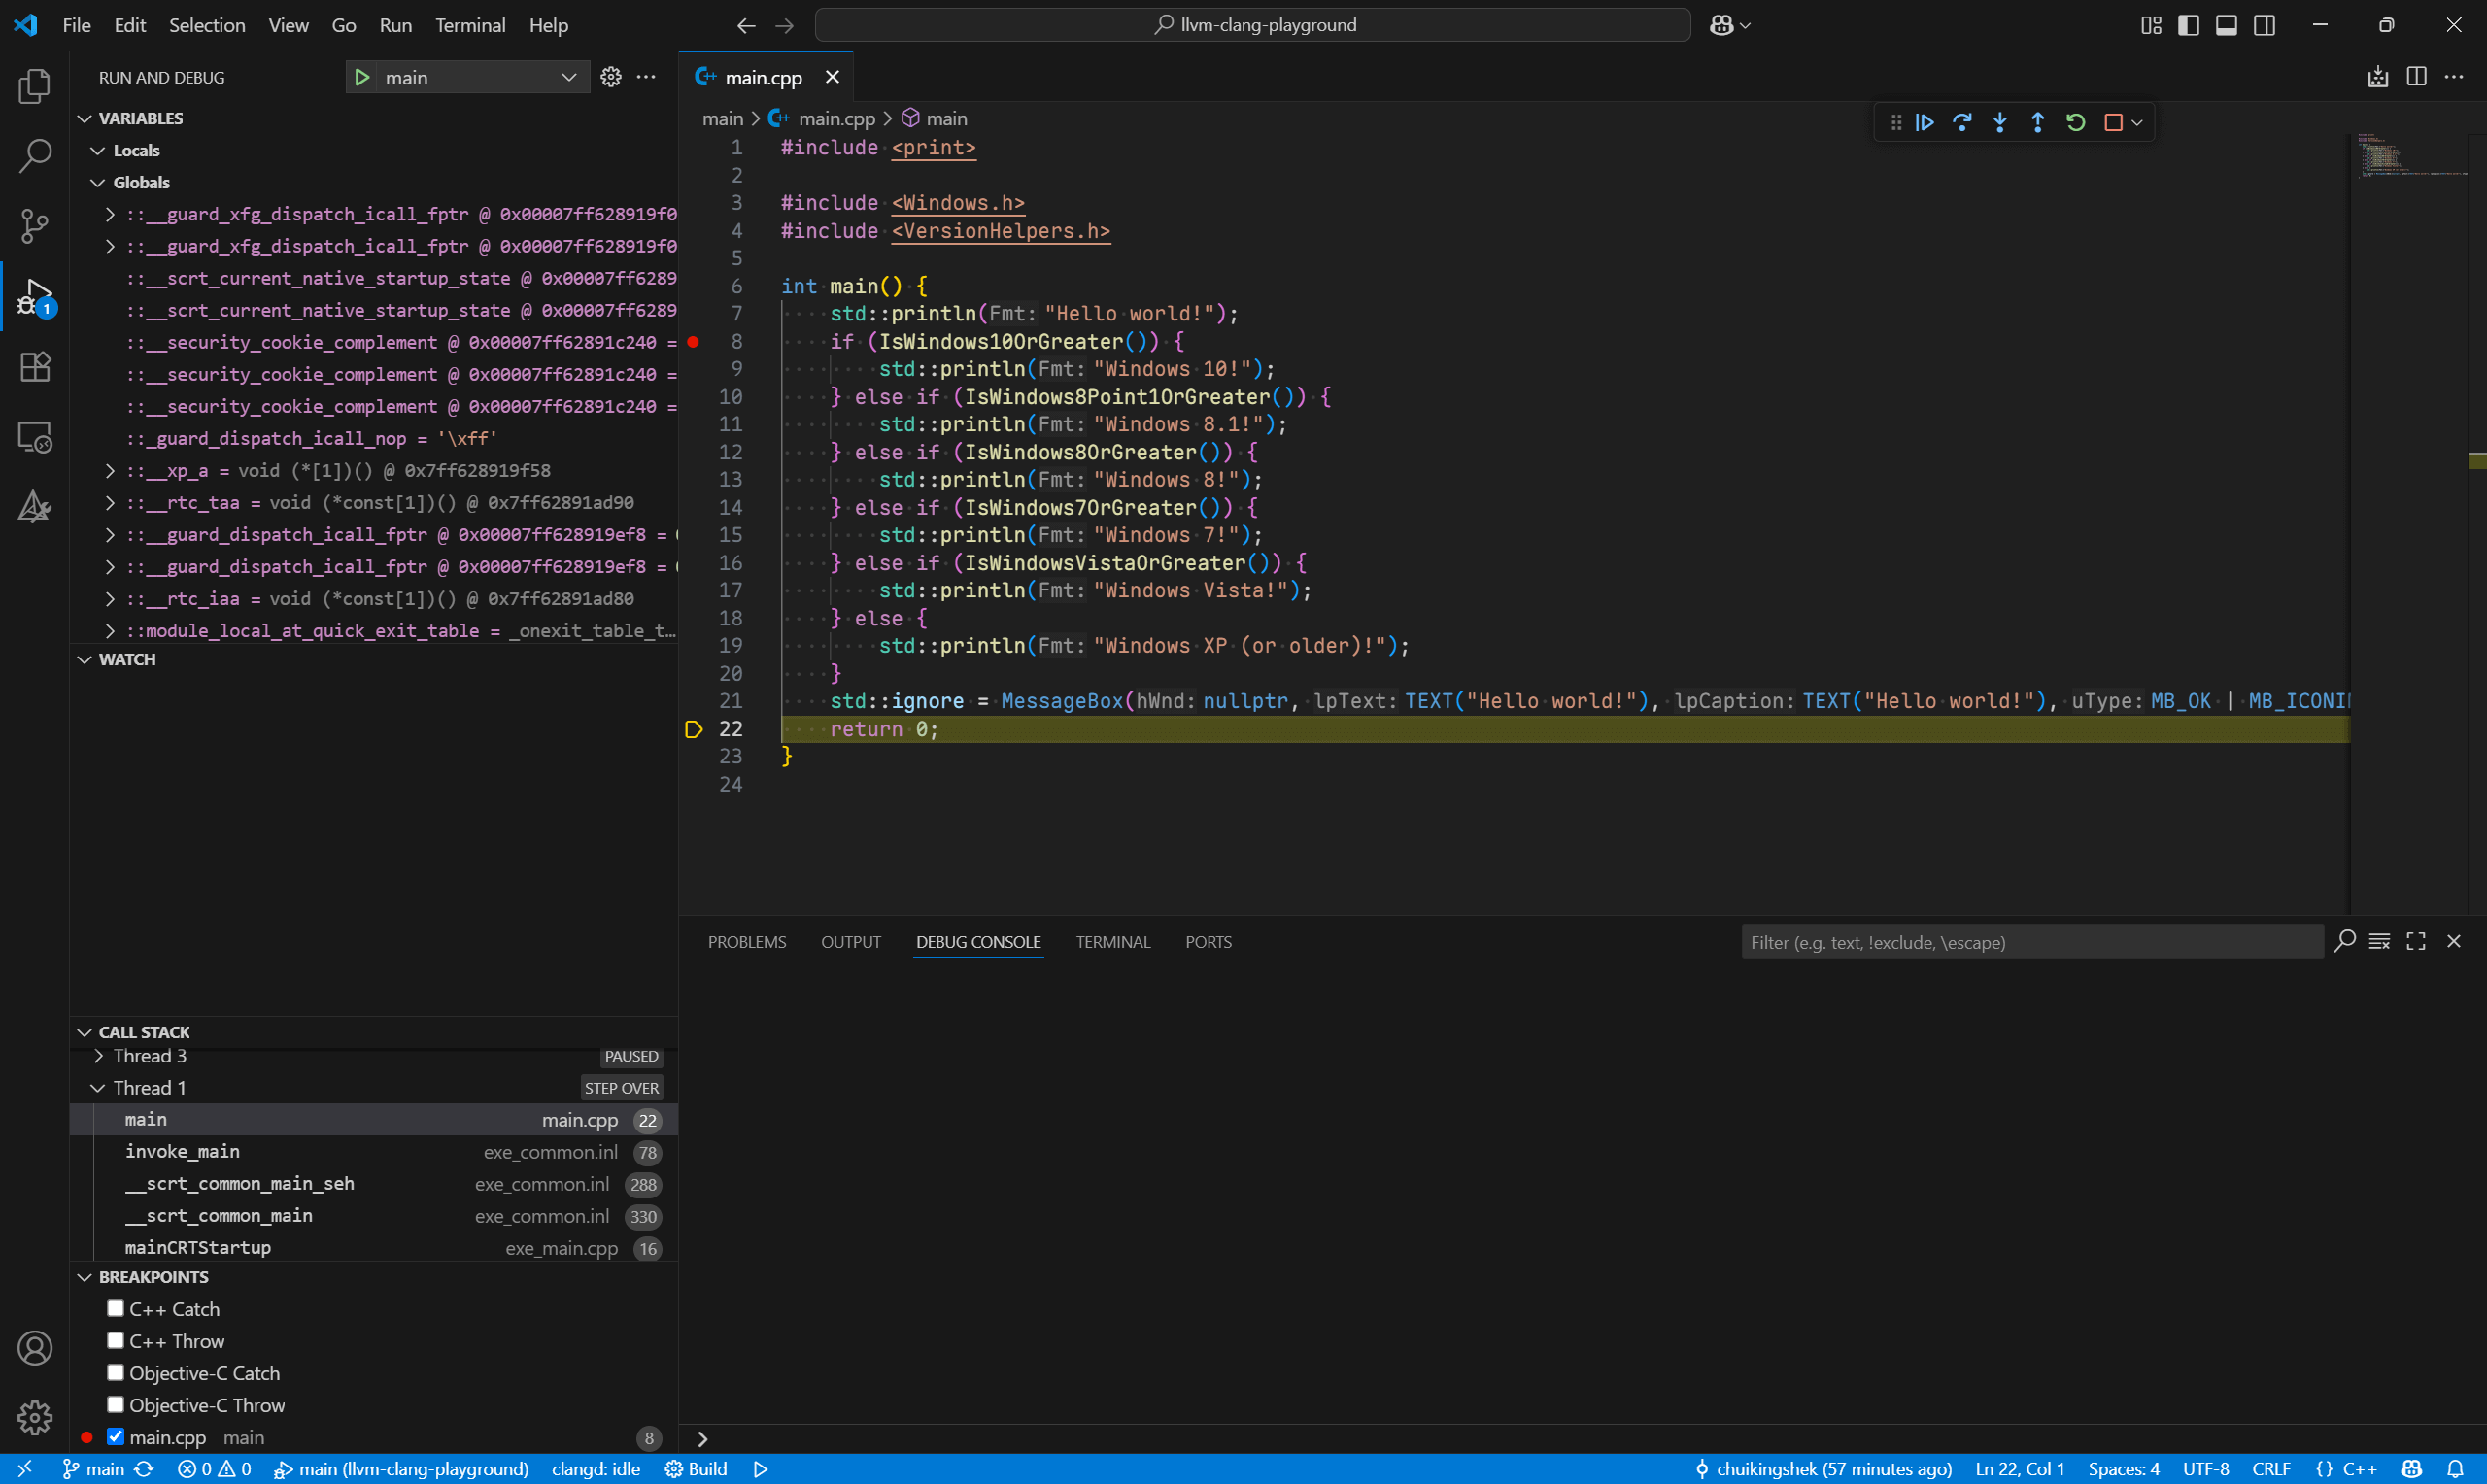 File Edit Selection View Go Run Terminal Help
llvm-clang-playground
RUN AND DEBUG
main
VARIABLES
Locals
Globals
::__guard_xfg_dispatch_icall_fptr @ 0x00007ff628919f0
::__guard_xfg_dispatch_icall_fptr @ 0x00007ff628919f0
::__scrt_current_native_startup_state @ 0x00007ff6289
::__scrt_current_native_startup_state @ 0x00007ff6289
::__security_cookie_complement @ 0x00007ff62891c240 =
::__security_cookie_complement @ 0x00007ff62891c240 =
::__security_cookie_complement @ 0x00007ff62891c240 =
::_guard_dispatch_icall_nop = '\xff'
::__xp_a = void (*[1])() @ 0x7ff628919f58
::__rtc_taa = void (*const[1])() @ 0x7ff62891ad90
::__guard_dispatch_icall_fptr @ 0x00007ff628919ef8 =
::__guard_dispatch_icall_fptr @ 0x00007ff628919ef8 =
::__rtc_iaa = void (*const[1])() @ 0x7ff62891ad80
::module_local_at_quick_exit_table = _onexit_table_t…
WATCH
CALL STACK
Thread 3 PAUSED
Thread 1 STEP OVER
main main.cpp 22
invoke_main exe_common.inl 78
__scrt_common_main_seh exe_common.inl 288
__scrt_common_main exe_common.inl 330
mainCRTStartup exe_main.cpp 16
BREAKPOINTS
C++ Catch
C++ Throw
Objective-C Catch
Objective-C Throw
main.cpp main 8
main.cpp
main > main.cpp > main
1 #include <print>
2
3 #include <Windows.h>
4 #include <VersionHelpers.h>
5
6 int main() {
7 std::println(Fmt: "Hello world!");
8 if (IsWindows10OrGreater()) {
9 std::println(Fmt: "Windows 10!");
10 } else if (IsWindows8Point1OrGreater()) {
11 std::println(Fmt: "Windows 8.1!");
12 } else if (IsWindows8OrGreater()) {
13 std::println(Fmt: "Windows 8!");
14 } else if (IsWindows7OrGreater()) {
15 std::println(Fmt: "Windows 7!");
16 } else if (IsWindowsVistaOrGreater()) {
17 std::println(Fmt: "Windows Vista!");
18 } else {
19 std::println(Fmt: "Windows XP (or older)!");
20 }
21 std::ignore = MessageBox(hWnd: nullptr, lpText: TEXT("Hello world!"), lpCaption: TEXT("Hello world!"), uType: MB_OK | MB_ICONI
22 return 0;
23 }
24
PROBLEMS OUTPUT DEBUG CONSOLE TERMINAL PORTS
Filter (e.g. text, !exclude, \escape)
main 0 0 main (llvm-clang-playground) clangd: idle Build chuikingshek (57 minutes ago) Ln 22, Col 1 Spaces: 4 UTF-8 CRLF {} C++